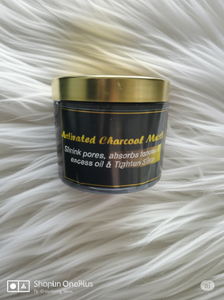 Activated Charcoal Mask
Shrink pores, absorbs
excess oil & Tighten
Shot on OnePlus